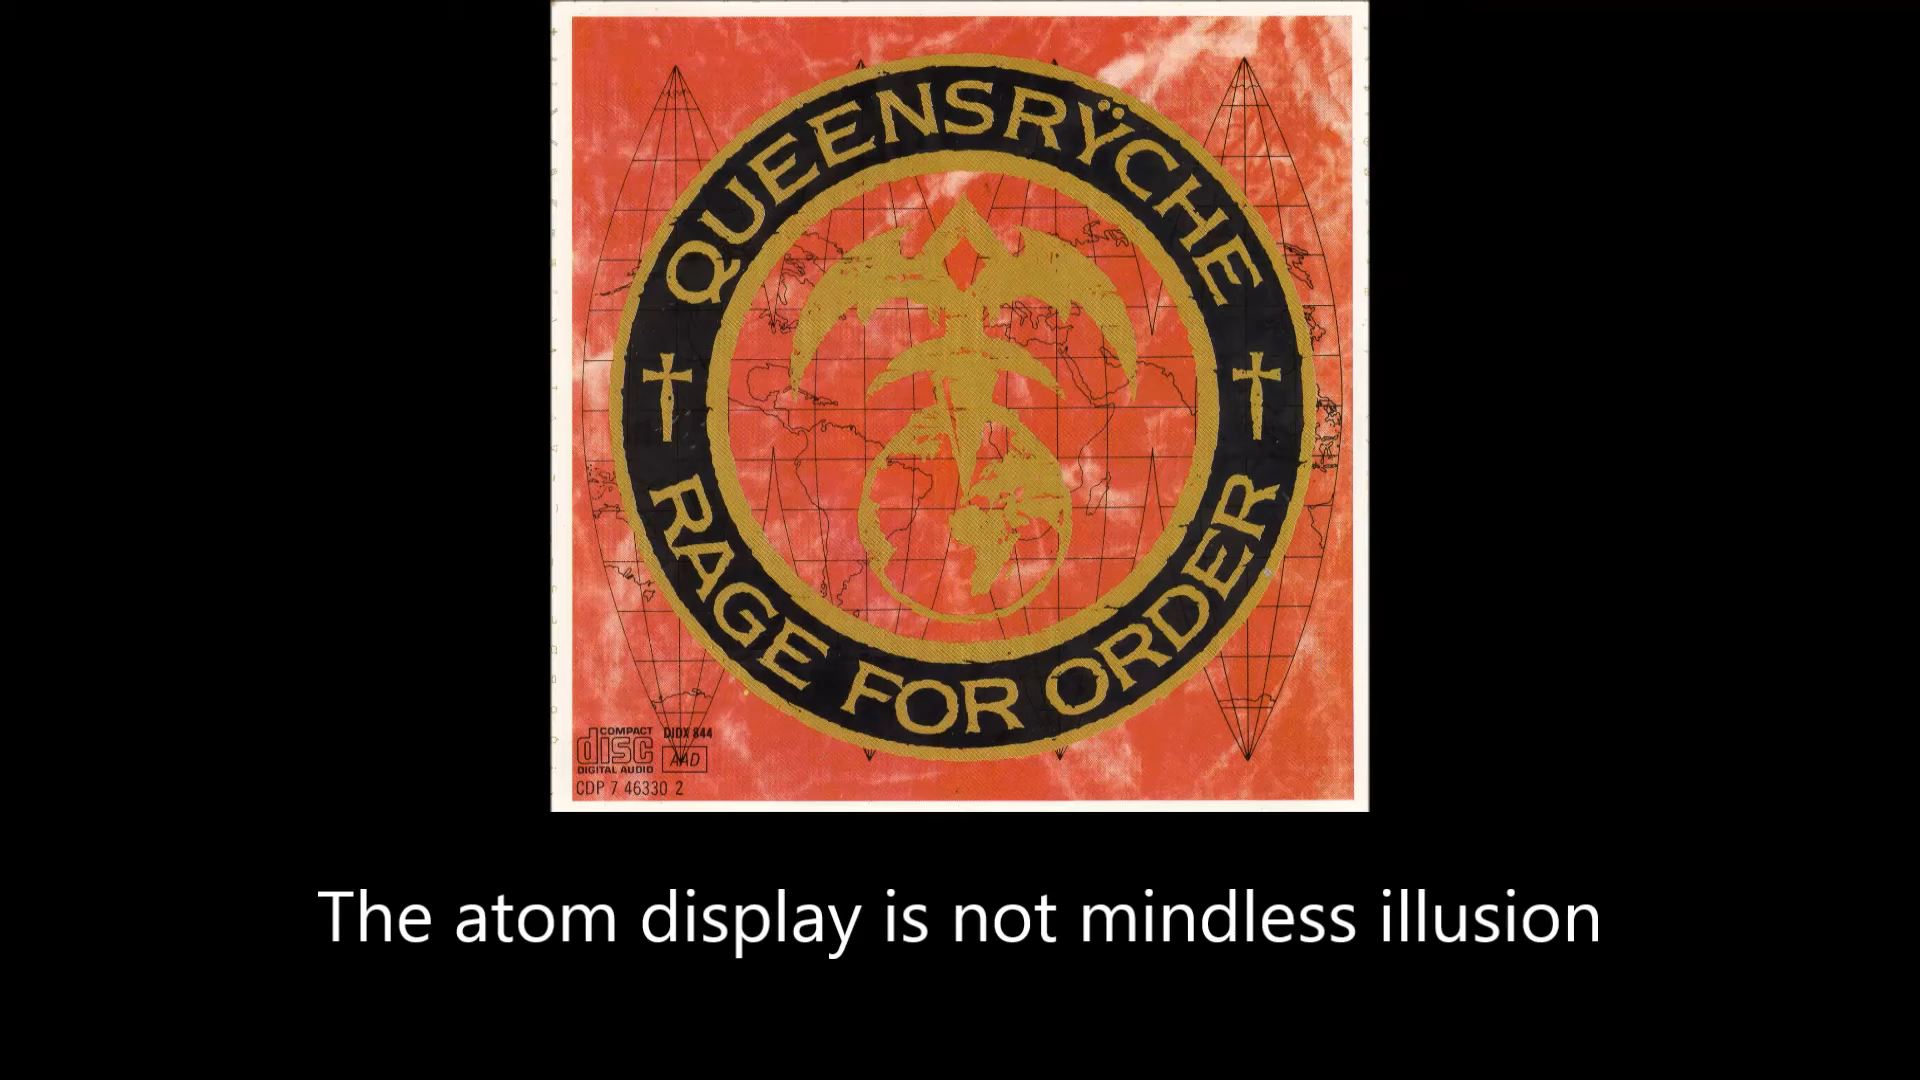 QUEENSRŸCHE
RAGE FOR ORDER
COMPACT
disc
DIGITAL AUDIO
DIDX 844
AAD
CDP 7 46330 2
The atom display is not mindless illusion